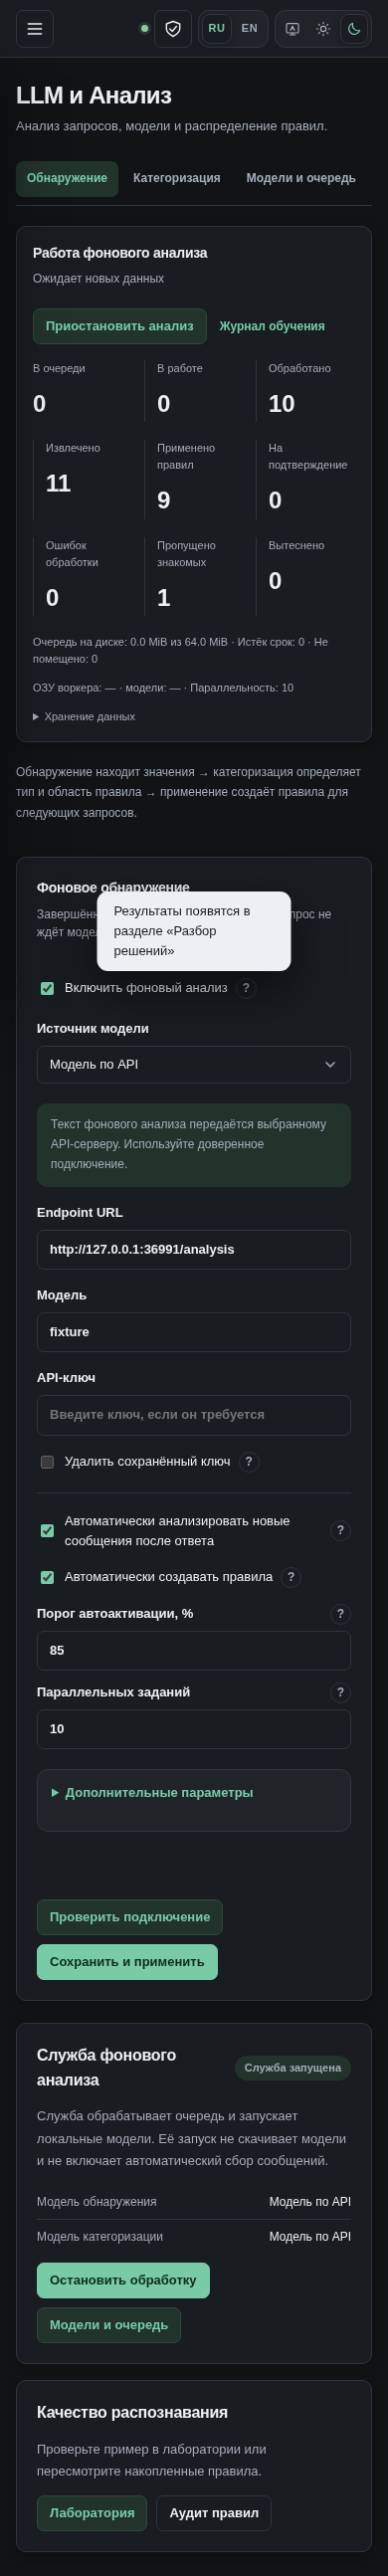 RU EN
LLM и Анализ
Анализ запросов, модели и распределение правил.
Обнаружение Категоризация Модели и очередь
Работа фонового анализа
Ожидает новых данных
Приостановить анализ Журнал обучения
В очереди В работе Обработано
0 0 10
Извлечено Применено правил На подтверждение
11 9 0
Ошибок обработки Пропущено знакомых Вытеснено
0 1 0
Очередь на диске: 0.0 MiB из 64.0 MiB · Истёк срок: 0 · Не
помещено: 0
ОЗУ воркера: — · модели: — · Параллельность: 10
Хранение данных
Обнаружение находит значения → категоризация определяет
тип и область правила → применение создаёт правила для
следующих запросов.
Фоновое обнаружение
Результаты появятся в
разделе «Разбор
решений»
не
ждёт
Включить фоновый анализ ?
Источник модели
Модель по API
Текст фонового анализа передаётся выбранному
API-серверу. Используйте доверенное
подключение.
Endpoint URL
http://127.0.0.1:36991/analysis
Модель
fixture
API-ключ
Введите ключ, если он требуется
Удалить сохранённый ключ ?
Автоматически анализировать новые
сообщения после ответа ?
Автоматически создавать правила ?
Порог автоактивации, % ?
85
Параллельных заданий ?
10
Дополнительные параметры
Проверить подключение
Сохранить и применить
Служба фонового
анализа
Служба запущена
Служба обрабатывает очередь и запускает
локальные модели. Её запуск не скачивает модели
и не включает автоматический сбор сообщений.
Модель обнаружения Модель по API
Модель категоризации Модель по API
Остановить обработку
Модели и очередь
Качество распознавания
Проверьте пример в лаборатории или
пересмотрите накопленные правила.
Лаборатория Аудит правил